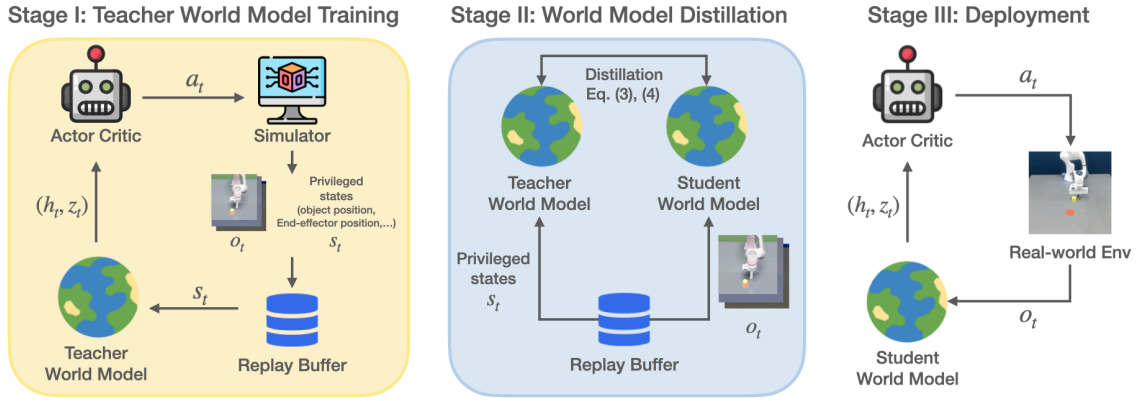 Stage I: Teacher World Model Training
Actor Critic
a_t
Simulator
Privileged
states
(object position,
End-effector position,...)
s_t
o_t
(h_t, z_t)
s_t
Teacher
World Model
Replay Buffer
Stage II: World Model Distillation
Distillation
Eq. (3), (4)
Teacher
World Model
Student
World Model
Privileged
states
s_t
o_t
Replay Buffer
Stage III: Deployment
Actor Critic
a_t
(h_t, z_t)
Real-world Env
o_t
Student
World Model